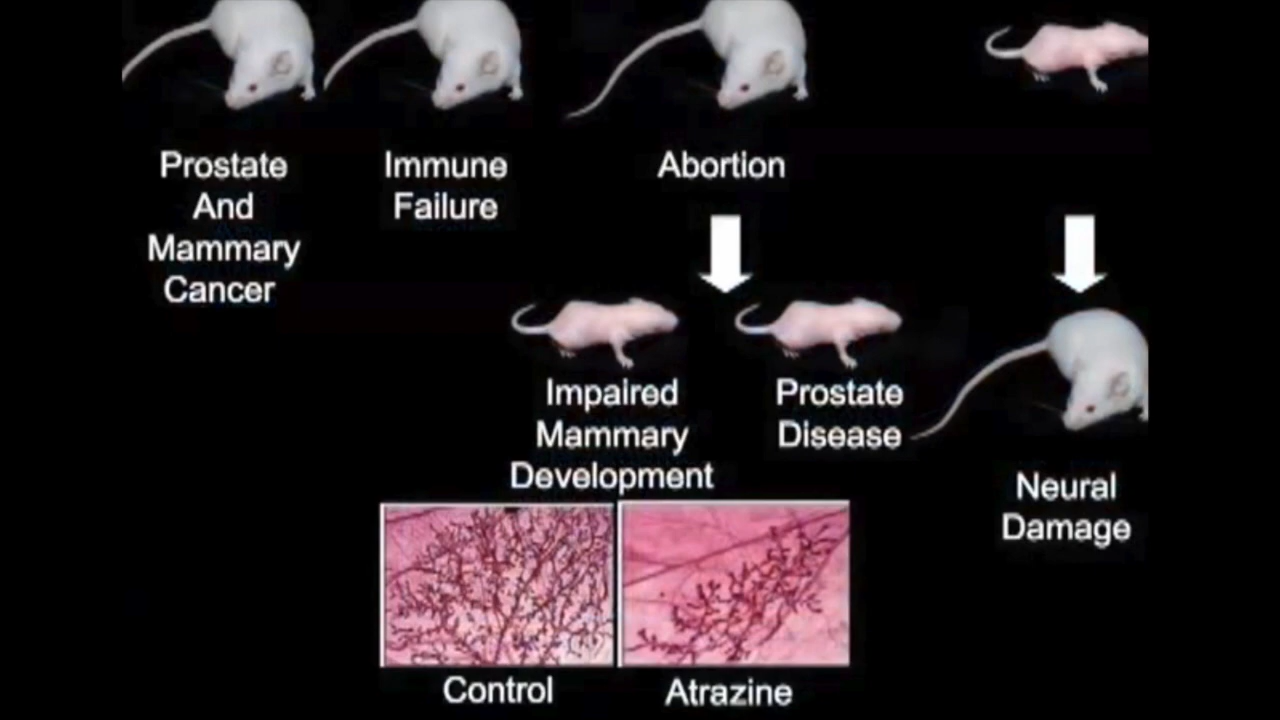 Prostate
And
Mammary
Cancer
Immune
Failure
Abortion
Impaired
Mammary
Development
Prostate
Disease
Neural
Damage
Control
Atrazine